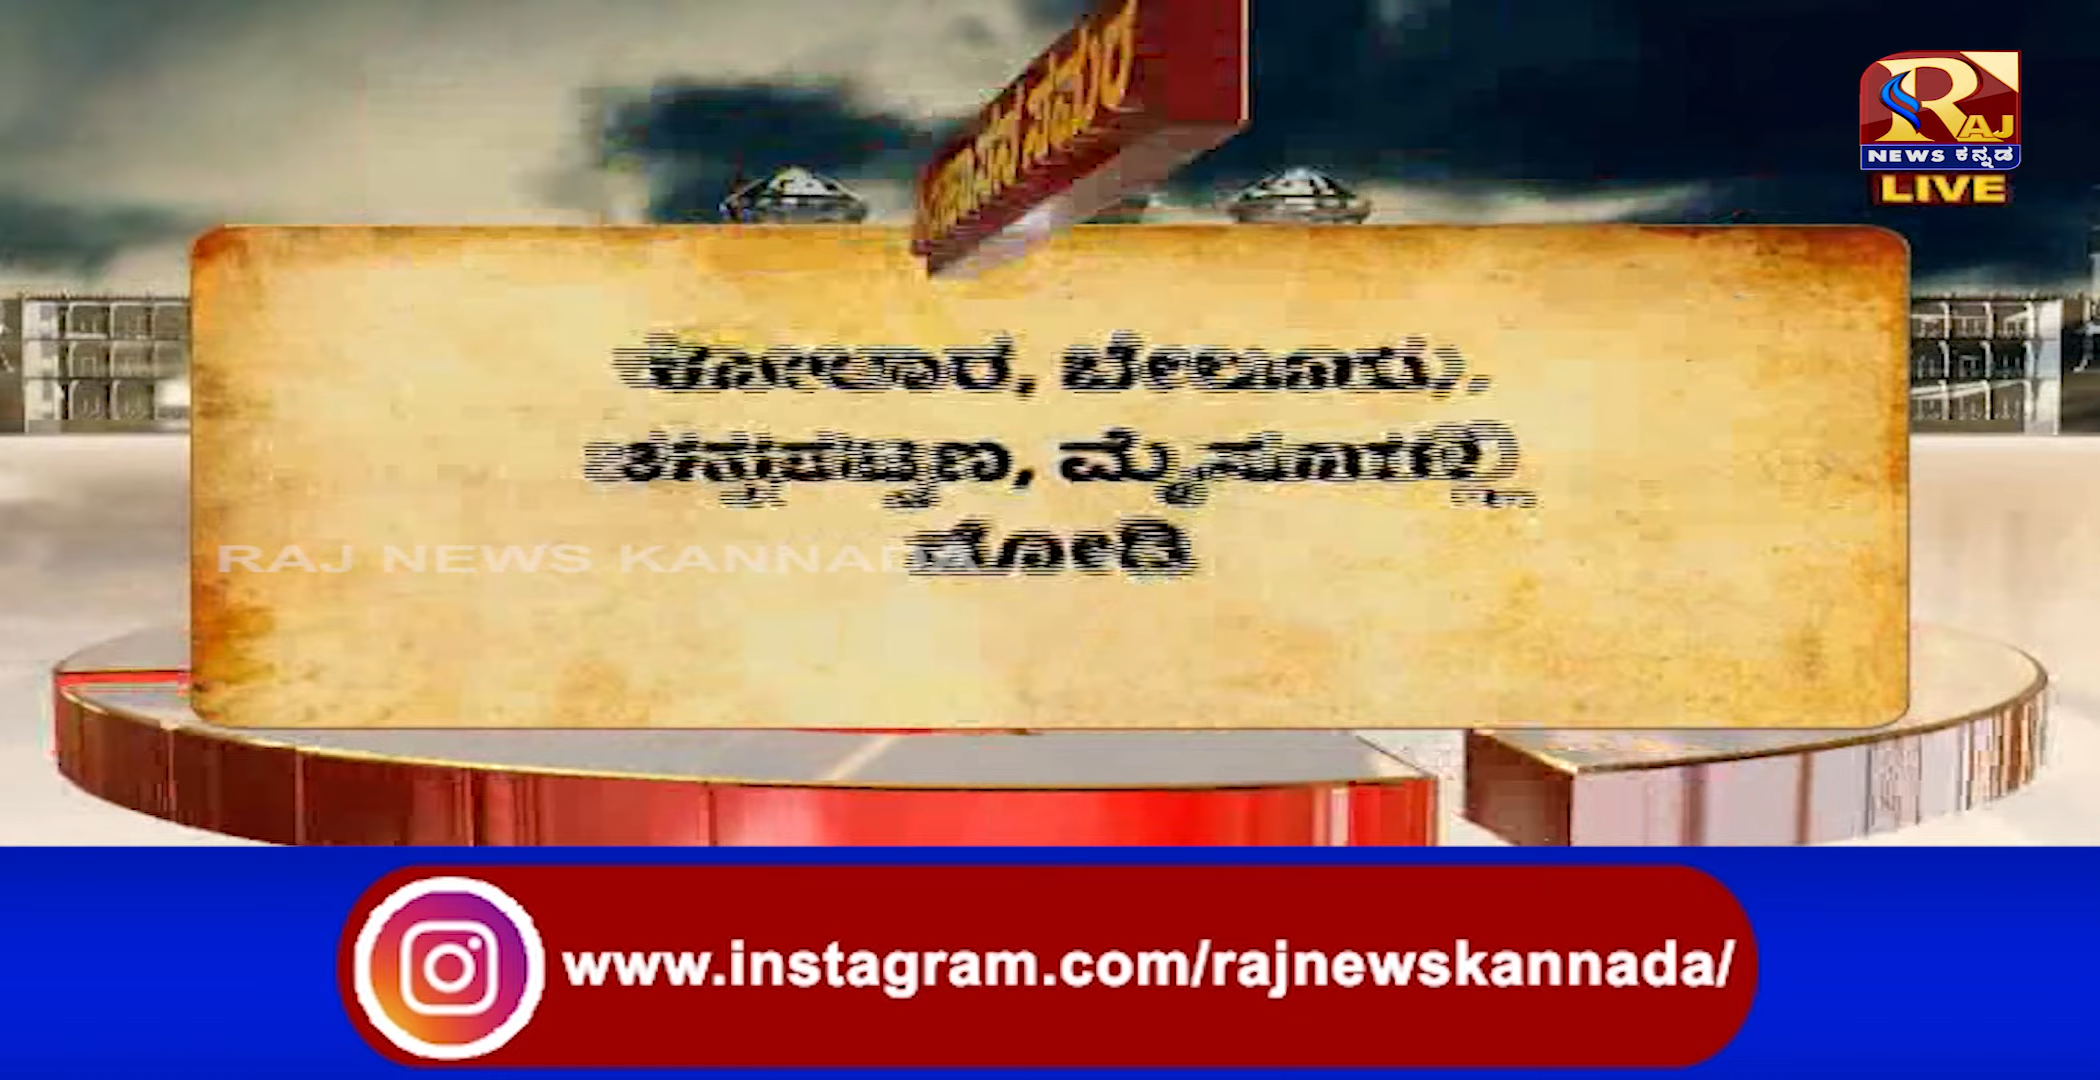 RAJ
NEWS ಕನ್ನಡ
LIVE
ಕೋಲಾರ, ಬೇಲೂರು,
ಚನ್ನಪಟ್ಟಣ, ಮೈಸೂರಲ್ಲಿ
RAJ NEWS KANNADA
www.instagram.com/rajnewskannada/